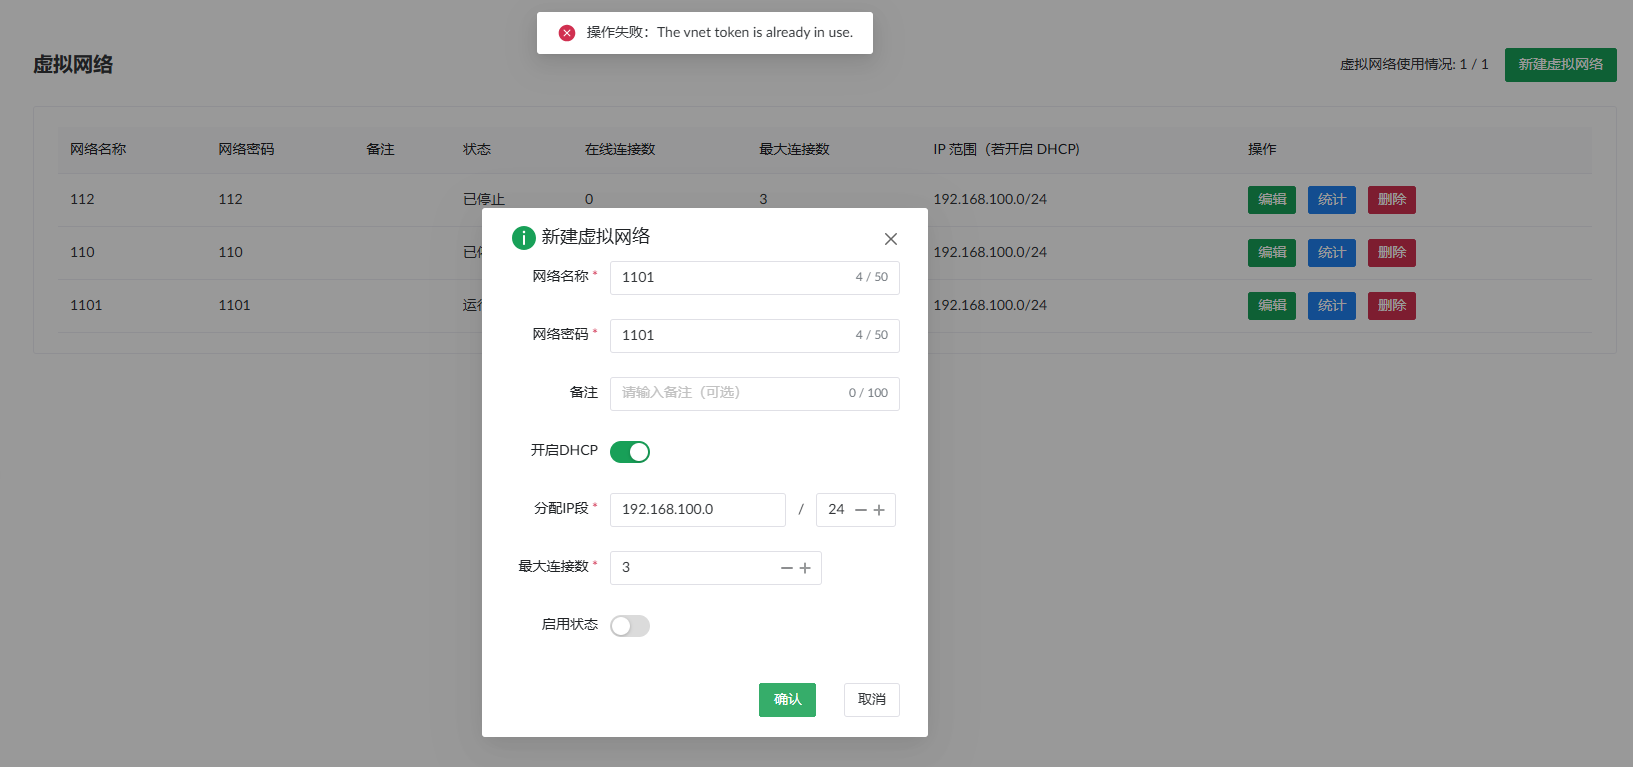 操作失败：The vnet token is already in use.
虚拟网络
虚拟网络使用情况: 1 / 1
新建虚拟网络
网络名称 网络密码 备注 状态 在线连接数 最大连接数 IP 范围（若开启 DHCP) 操作
112 112 已停止 0 3 192.168.100.0/24 编辑 统计 删除
110 110 192.168.100.0/24 编辑 统计 删除
1101 1101 192.168.100.0/24 编辑 统计 删除
新建虚拟网络
网络名称 * 1101 4 / 50
网络密码 * 1101 4 / 50
备注 请输入备注（可选） 0 / 100
开启DHCP
分配IP段 * 192.168.100.0 / 24
最大连接数 * 3
启用状态
确认 取消